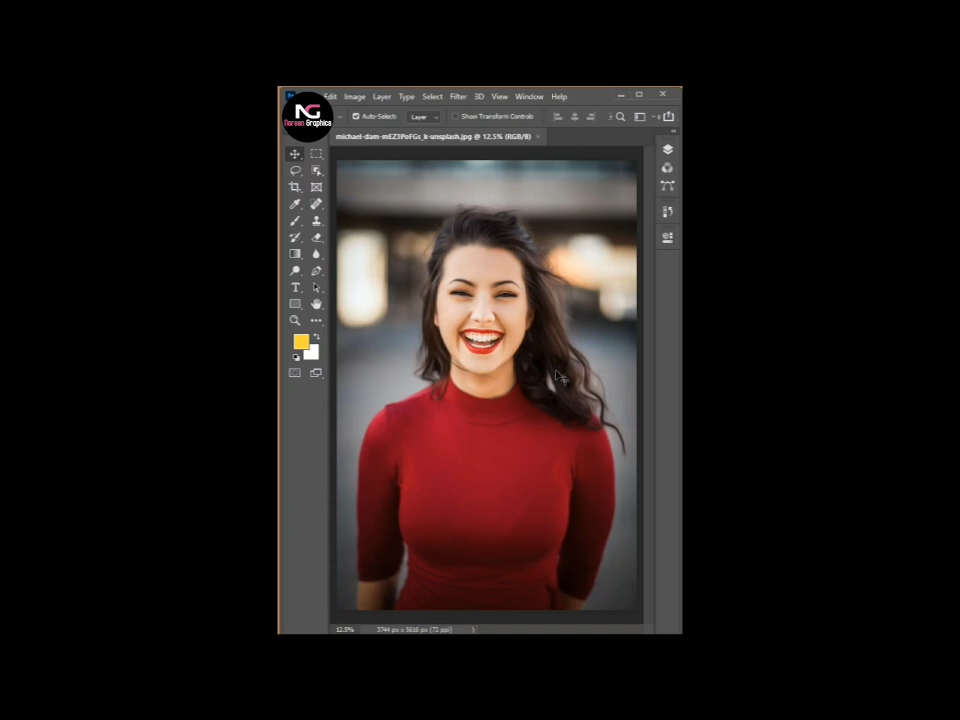 Edit Image Layer Type Select Filter 3D View Window Help
NG
Noreen Graphics
Auto-Select: Layer Show Transform Controls
michael-dam-mEZ3PoFGs_k-unsplash.jpg @ 12.5% (RGB/8) ×
T
12.5% 3744 px x 5616 px (72 ppi)